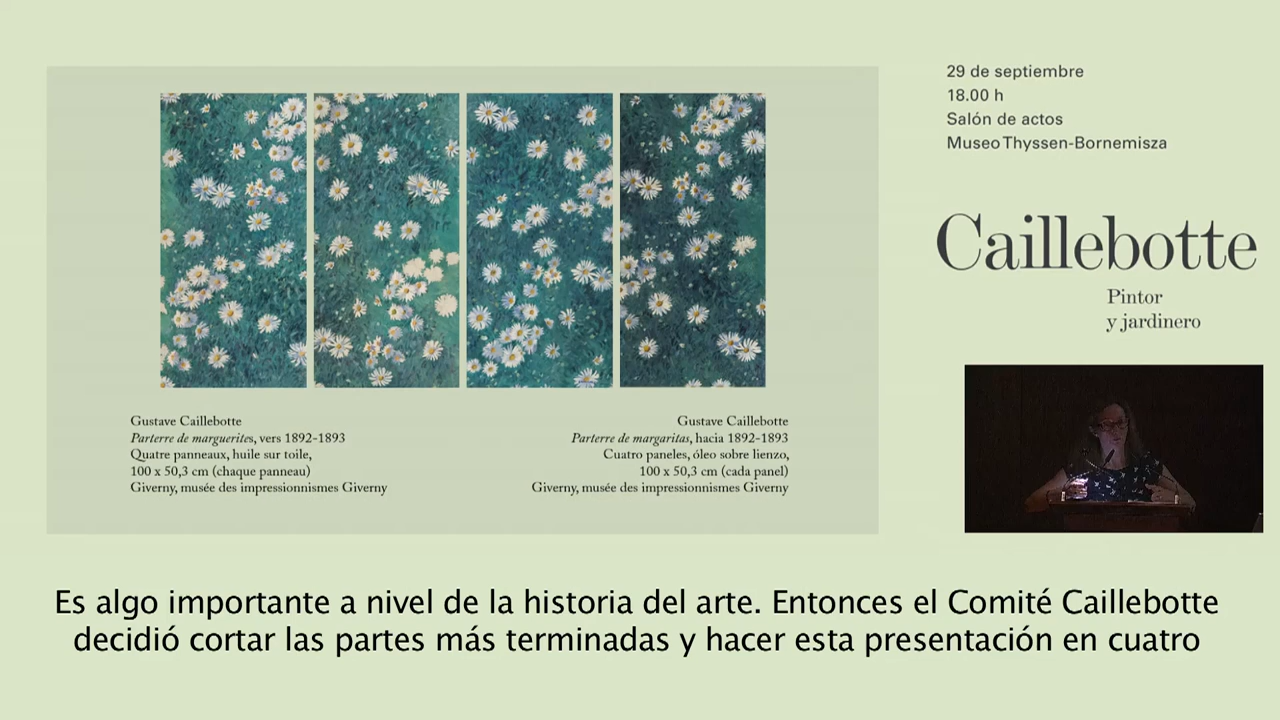 29 de septiembre
18.00 h
Salón de actos
Museo Thyssen-Bornemisza
Caillebotte
Pintor
y jardinero
Gustave Caillebotte
Parterre de marguerites, vers 1892-1893
Quatre panneaux, huile sur toile,
100 x 50,3 cm (chaque panneau)
Giverny, musée des impressionnismes Giverny
Gustave Caillebotte
Parterre de margaritas, hacia 1892-1893
Cuatro paneles, óleo sobre lienzo,
100 x 50,3 cm (cada panel)
Giverny, musée des impressionnismes Giverny
Es algo importante a nivel de la historia del arte. Entonces el Comité Caillebotte
decidió cortar las partes más terminadas y hacer esta presentación en cuatro